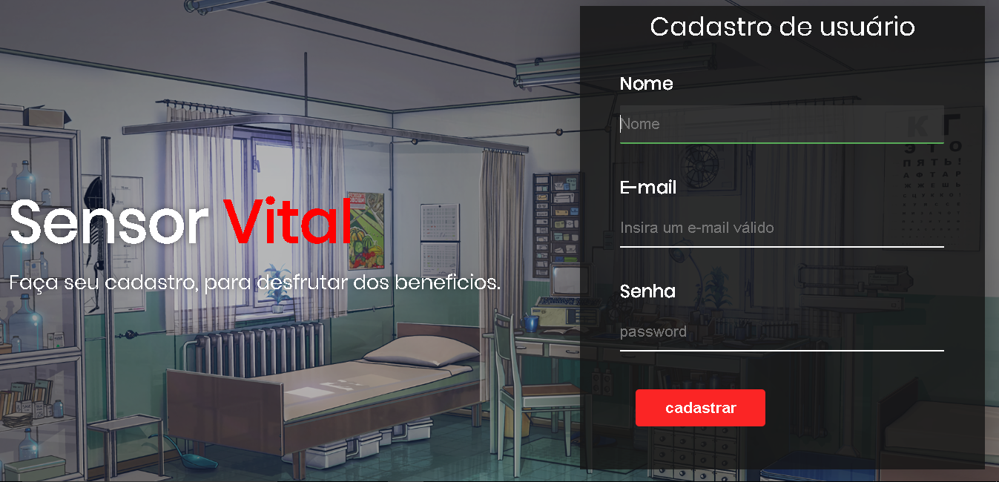 Sensor Vital
Faça seu cadastro, para desfrutar dos beneficios.
Cadastro de usuário
Nome
Nome
E-mail
Insira um e-mail válido
Senha
password
cadastrar
К Г
Э Т О
П Я Т Ь !
А Ф Т А Р
Ж Ж Е Ш Ь